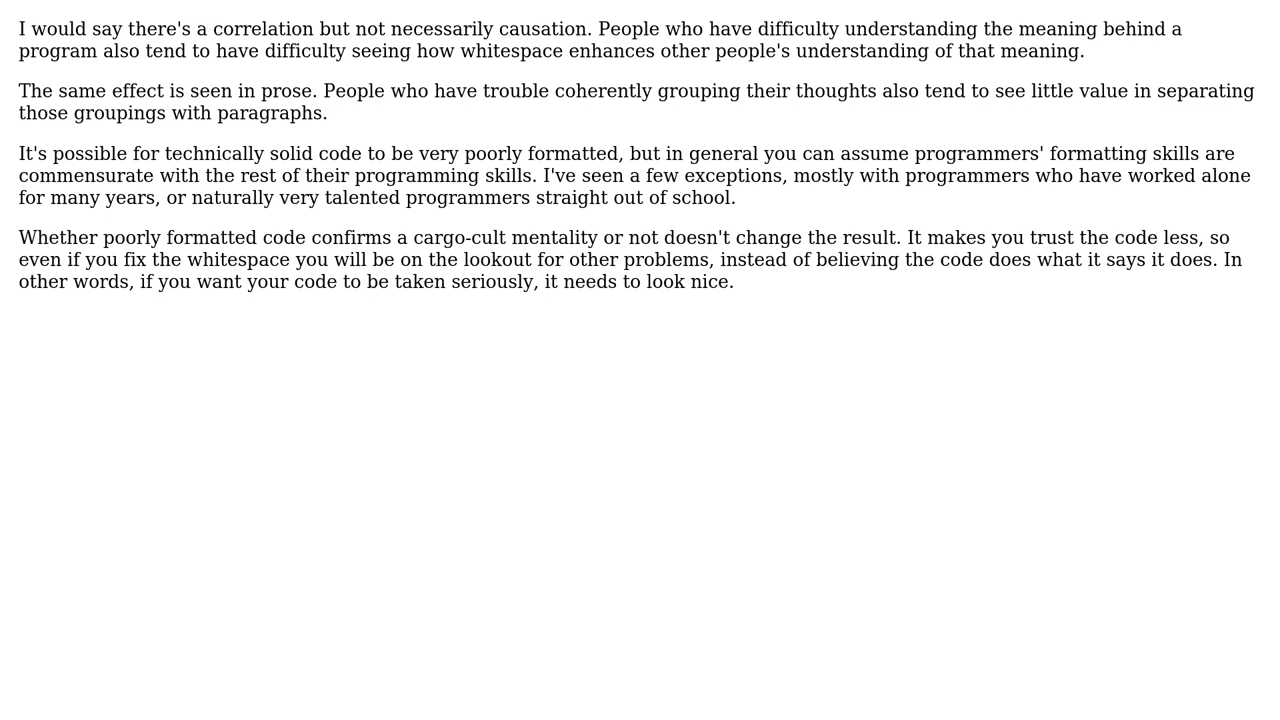 I would say there's a correlation but not necessarily causation. People who have difficulty understanding the meaning behind a
program also tend to have difficulty seeing how whitespace enhances other people's understanding of that meaning.
The same effect is seen in prose. People who have trouble coherently grouping their thoughts also tend to see little value in separating
those groupings with paragraphs.
It's possible for technically solid code to be very poorly formatted, but in general you can assume programmers' formatting skills are
commensurate with the rest of their programming skills. I've seen a few exceptions, mostly with programmers who have worked alone
for many years, or naturally very talented programmers straight out of school.
Whether poorly formatted code confirms a cargo-cult mentality or not doesn't change the result. It makes you trust the code less, so
even if you fix the whitespace you will be on the lookout for other problems, instead of believing the code does what it says it does. In
other words, if you want your code to be taken seriously, it needs to look nice.